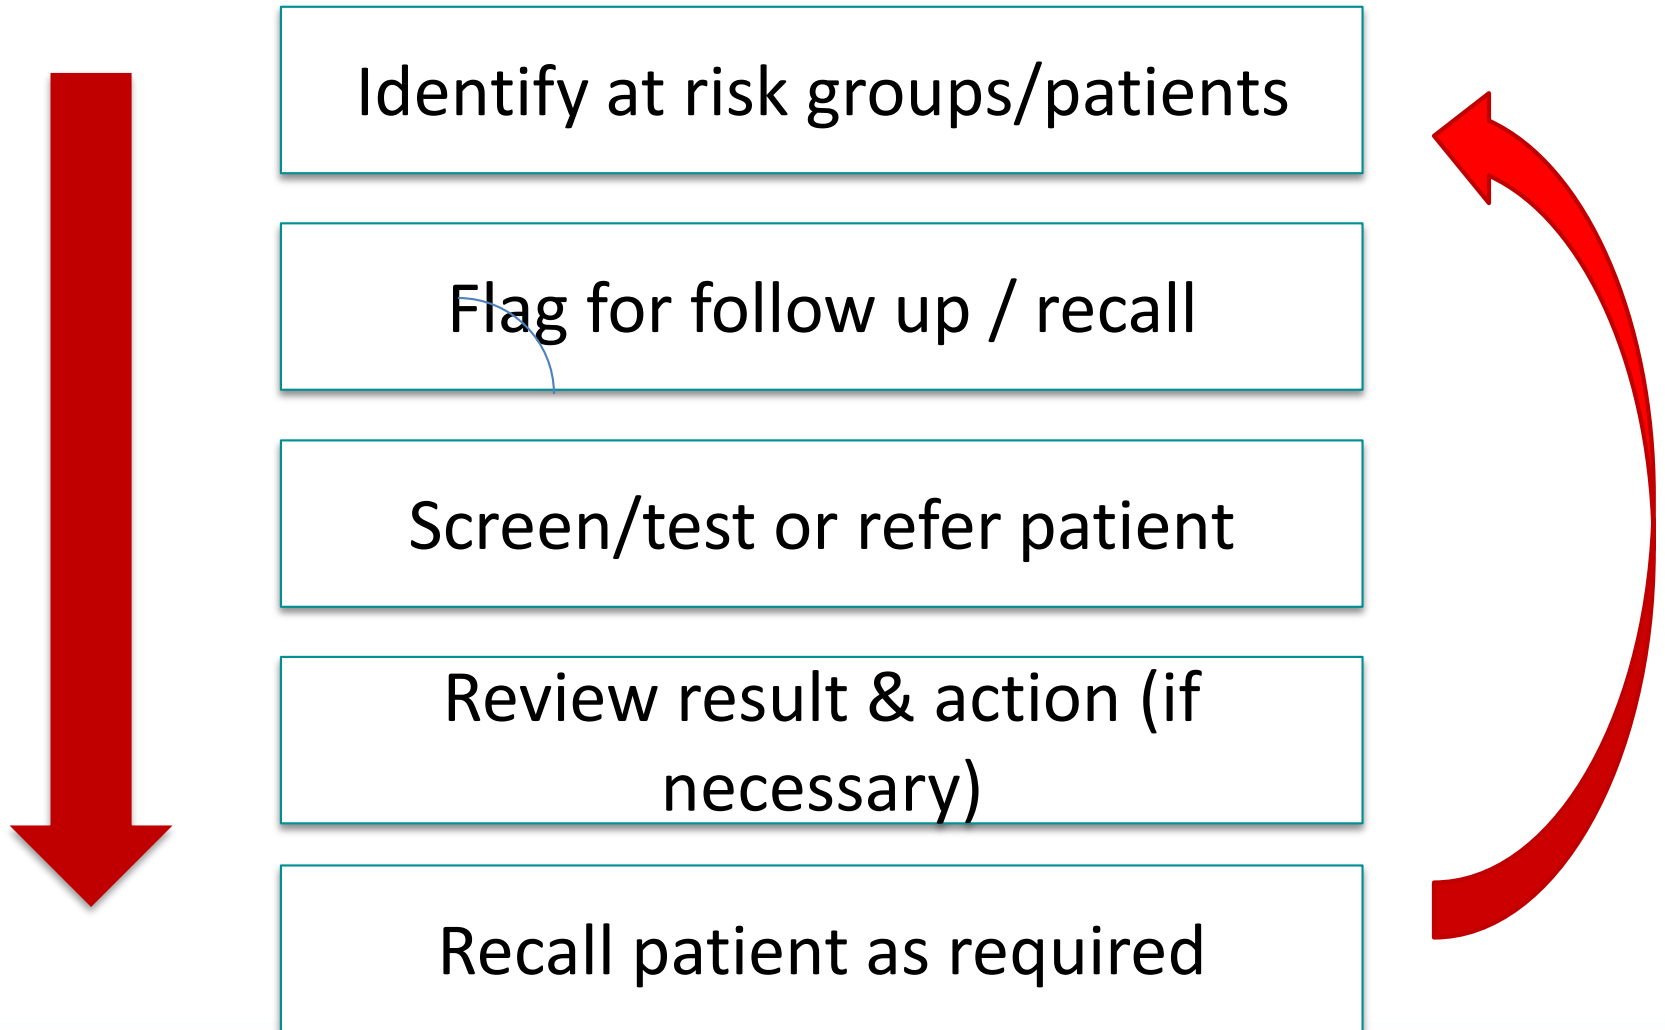 Identify at risk groups/patients
Flag for follow up / recall
Screen/test or refer patient
Review result & action (if
necessary)
Recall patient as required